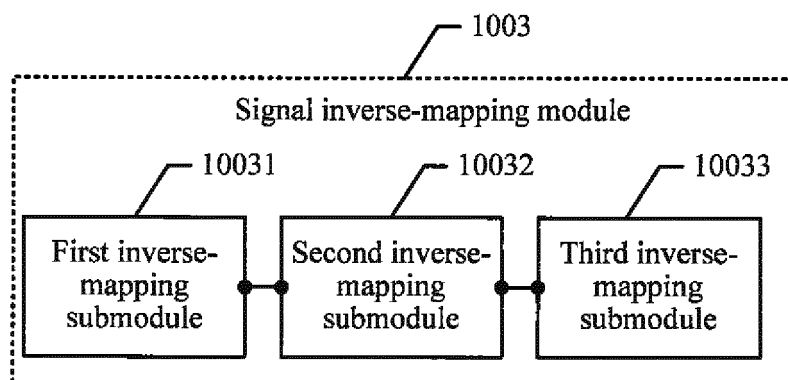 1003
Signal inverse-mapping module
10031
10032
10033
First inverse-
mapping
submodule
Second inverse-
mapping
submodule
Third inverse-
mapping
submodule